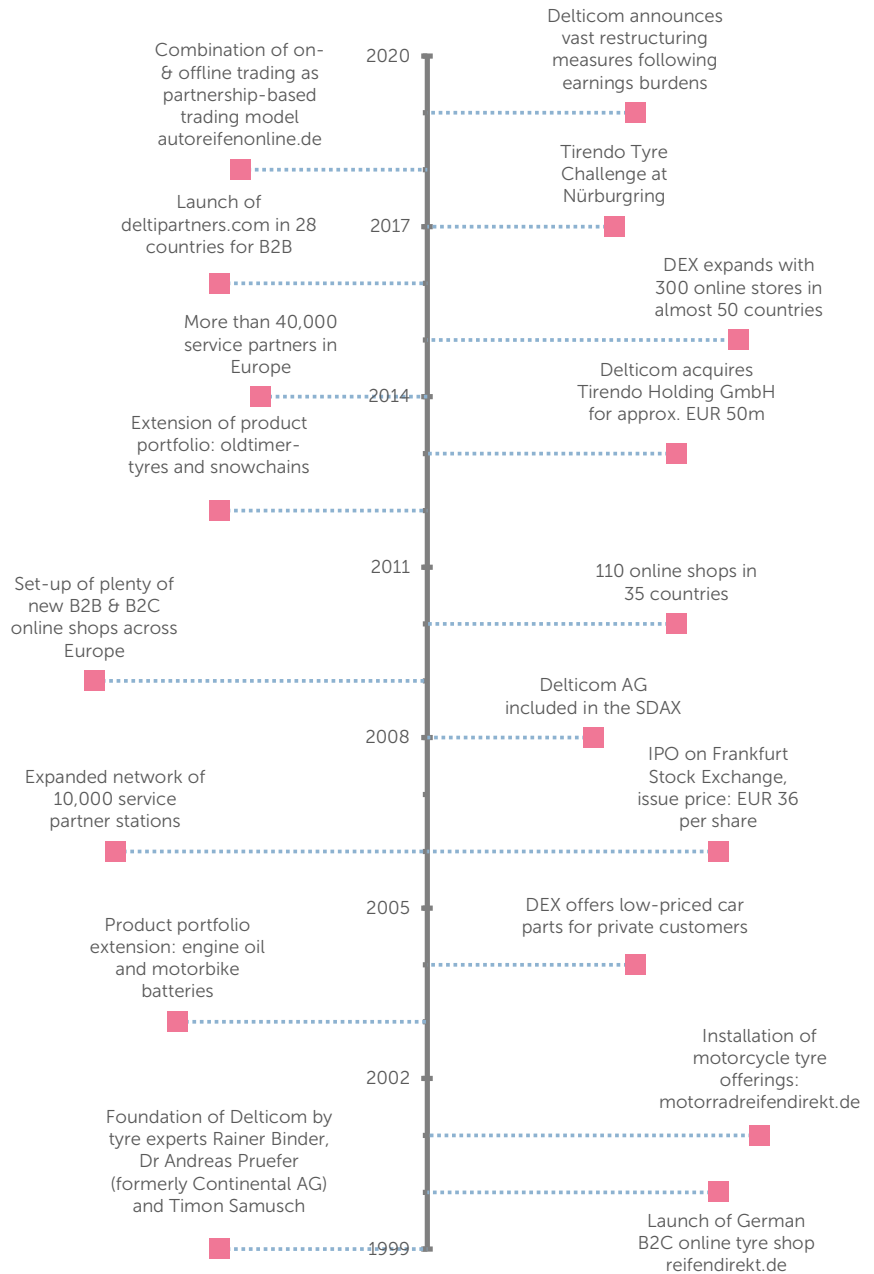 Delticom announces
vast restructuring
measures following
earnings burdens
2020
Combination of on-
& offline trading as
partnership-based
trading model
autoreifenonline.de
Tirendo Tyre
Challenge at
Nürburgring
Launch of
deltipartners.com in 28
countries for B2B
2017
DEX expands with
300 online stores in
almost 50 countries
More than 40,000
service partners in
Europe
Delticom acquires
Tirendo Holding GmbH
for approx. EUR 50m
2014
Extension of product
portfolio: oldtimer-
tyres and snowchains
2011
110 online shops in
35 countries
Set-up of plenty of
new B2B & B2C
online shops across
Europe
Delticom AG
included in the SDAX
2008
IPO on Frankfurt
Stock Exchange,
issue price: EUR 36
per share
Expanded network of
10,000 service
partner stations
2005
DEX offers low-priced car
parts for private customers
Product portfolio
extension: engine oil
and motorbike
batteries
Installation of
motorcycle tyre
offerings:
motorradreifendirekt.de
2002
Foundation of Delticom by
tyre experts Rainer Binder,
Dr Andreas Pruefer
(formerly Continental AG)
and Timon Samusch
Launch of German
B2C online tyre shop
reifendirekt.de
1999